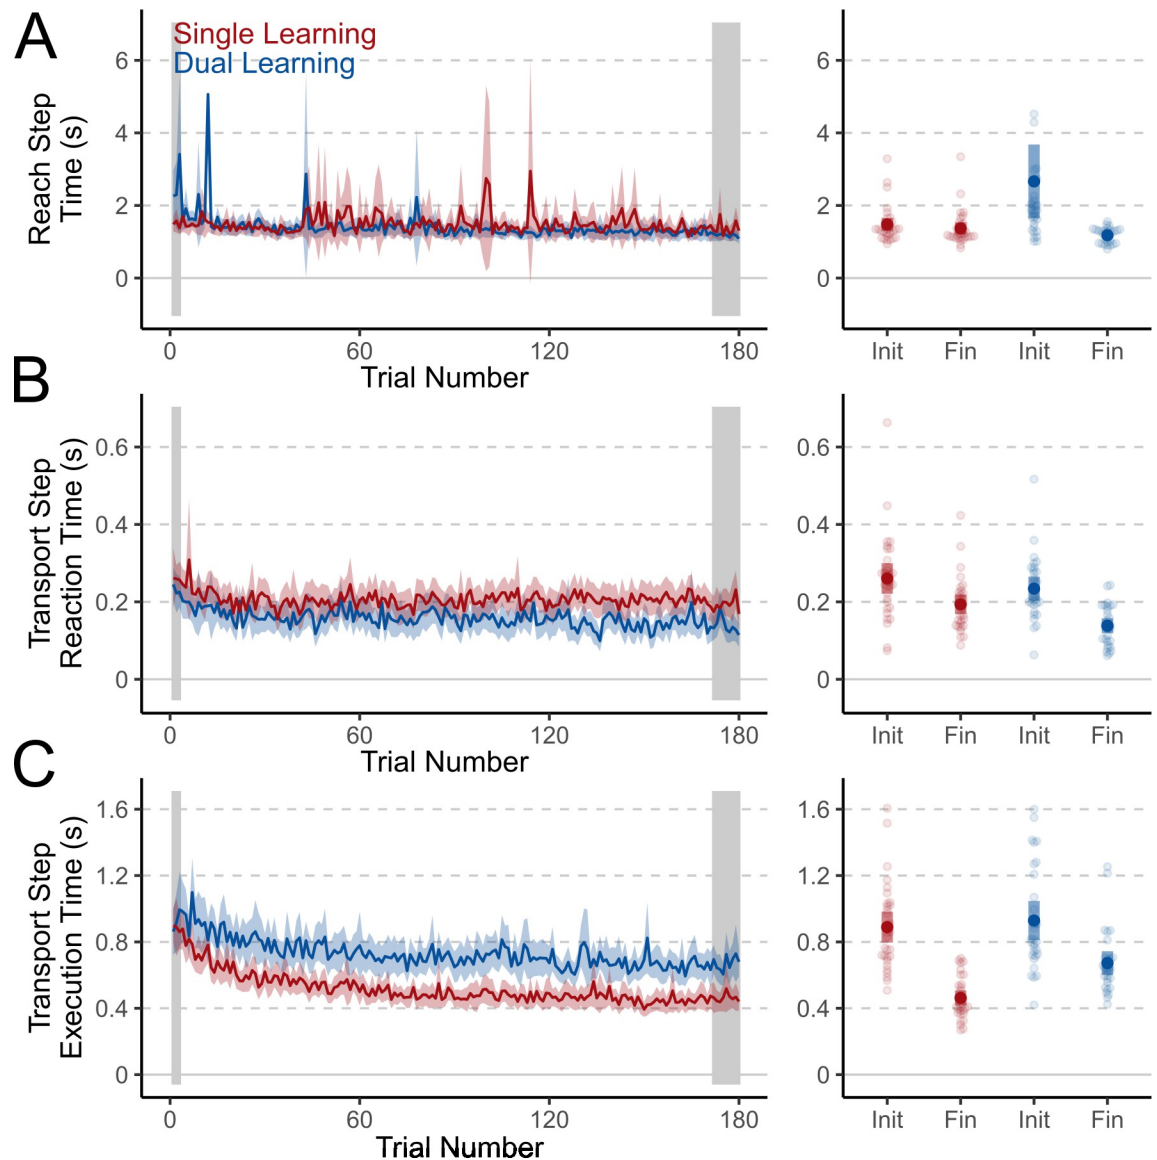 A
Single Learning
Dual Learning
Reach Step
Time (s)
6
4
2
0
0
60
120
180
Trial Number
6
4
2
0
Init
Fin
Init
Fin
B
Transport Step
Reaction Time (s)
0.6
0.4
0.2
0
0
60
120
180
Trial Number
0.6
0.4
0.2
0
Init
Fin
Init
Fin
C
Transport Step
Execution Time (s)
1.6
1.2
0.8
0.4
0
0
60
120
180
Trial Number
1.6
1.2
0.8
0.4
0
Init
Fin
Init
Fin